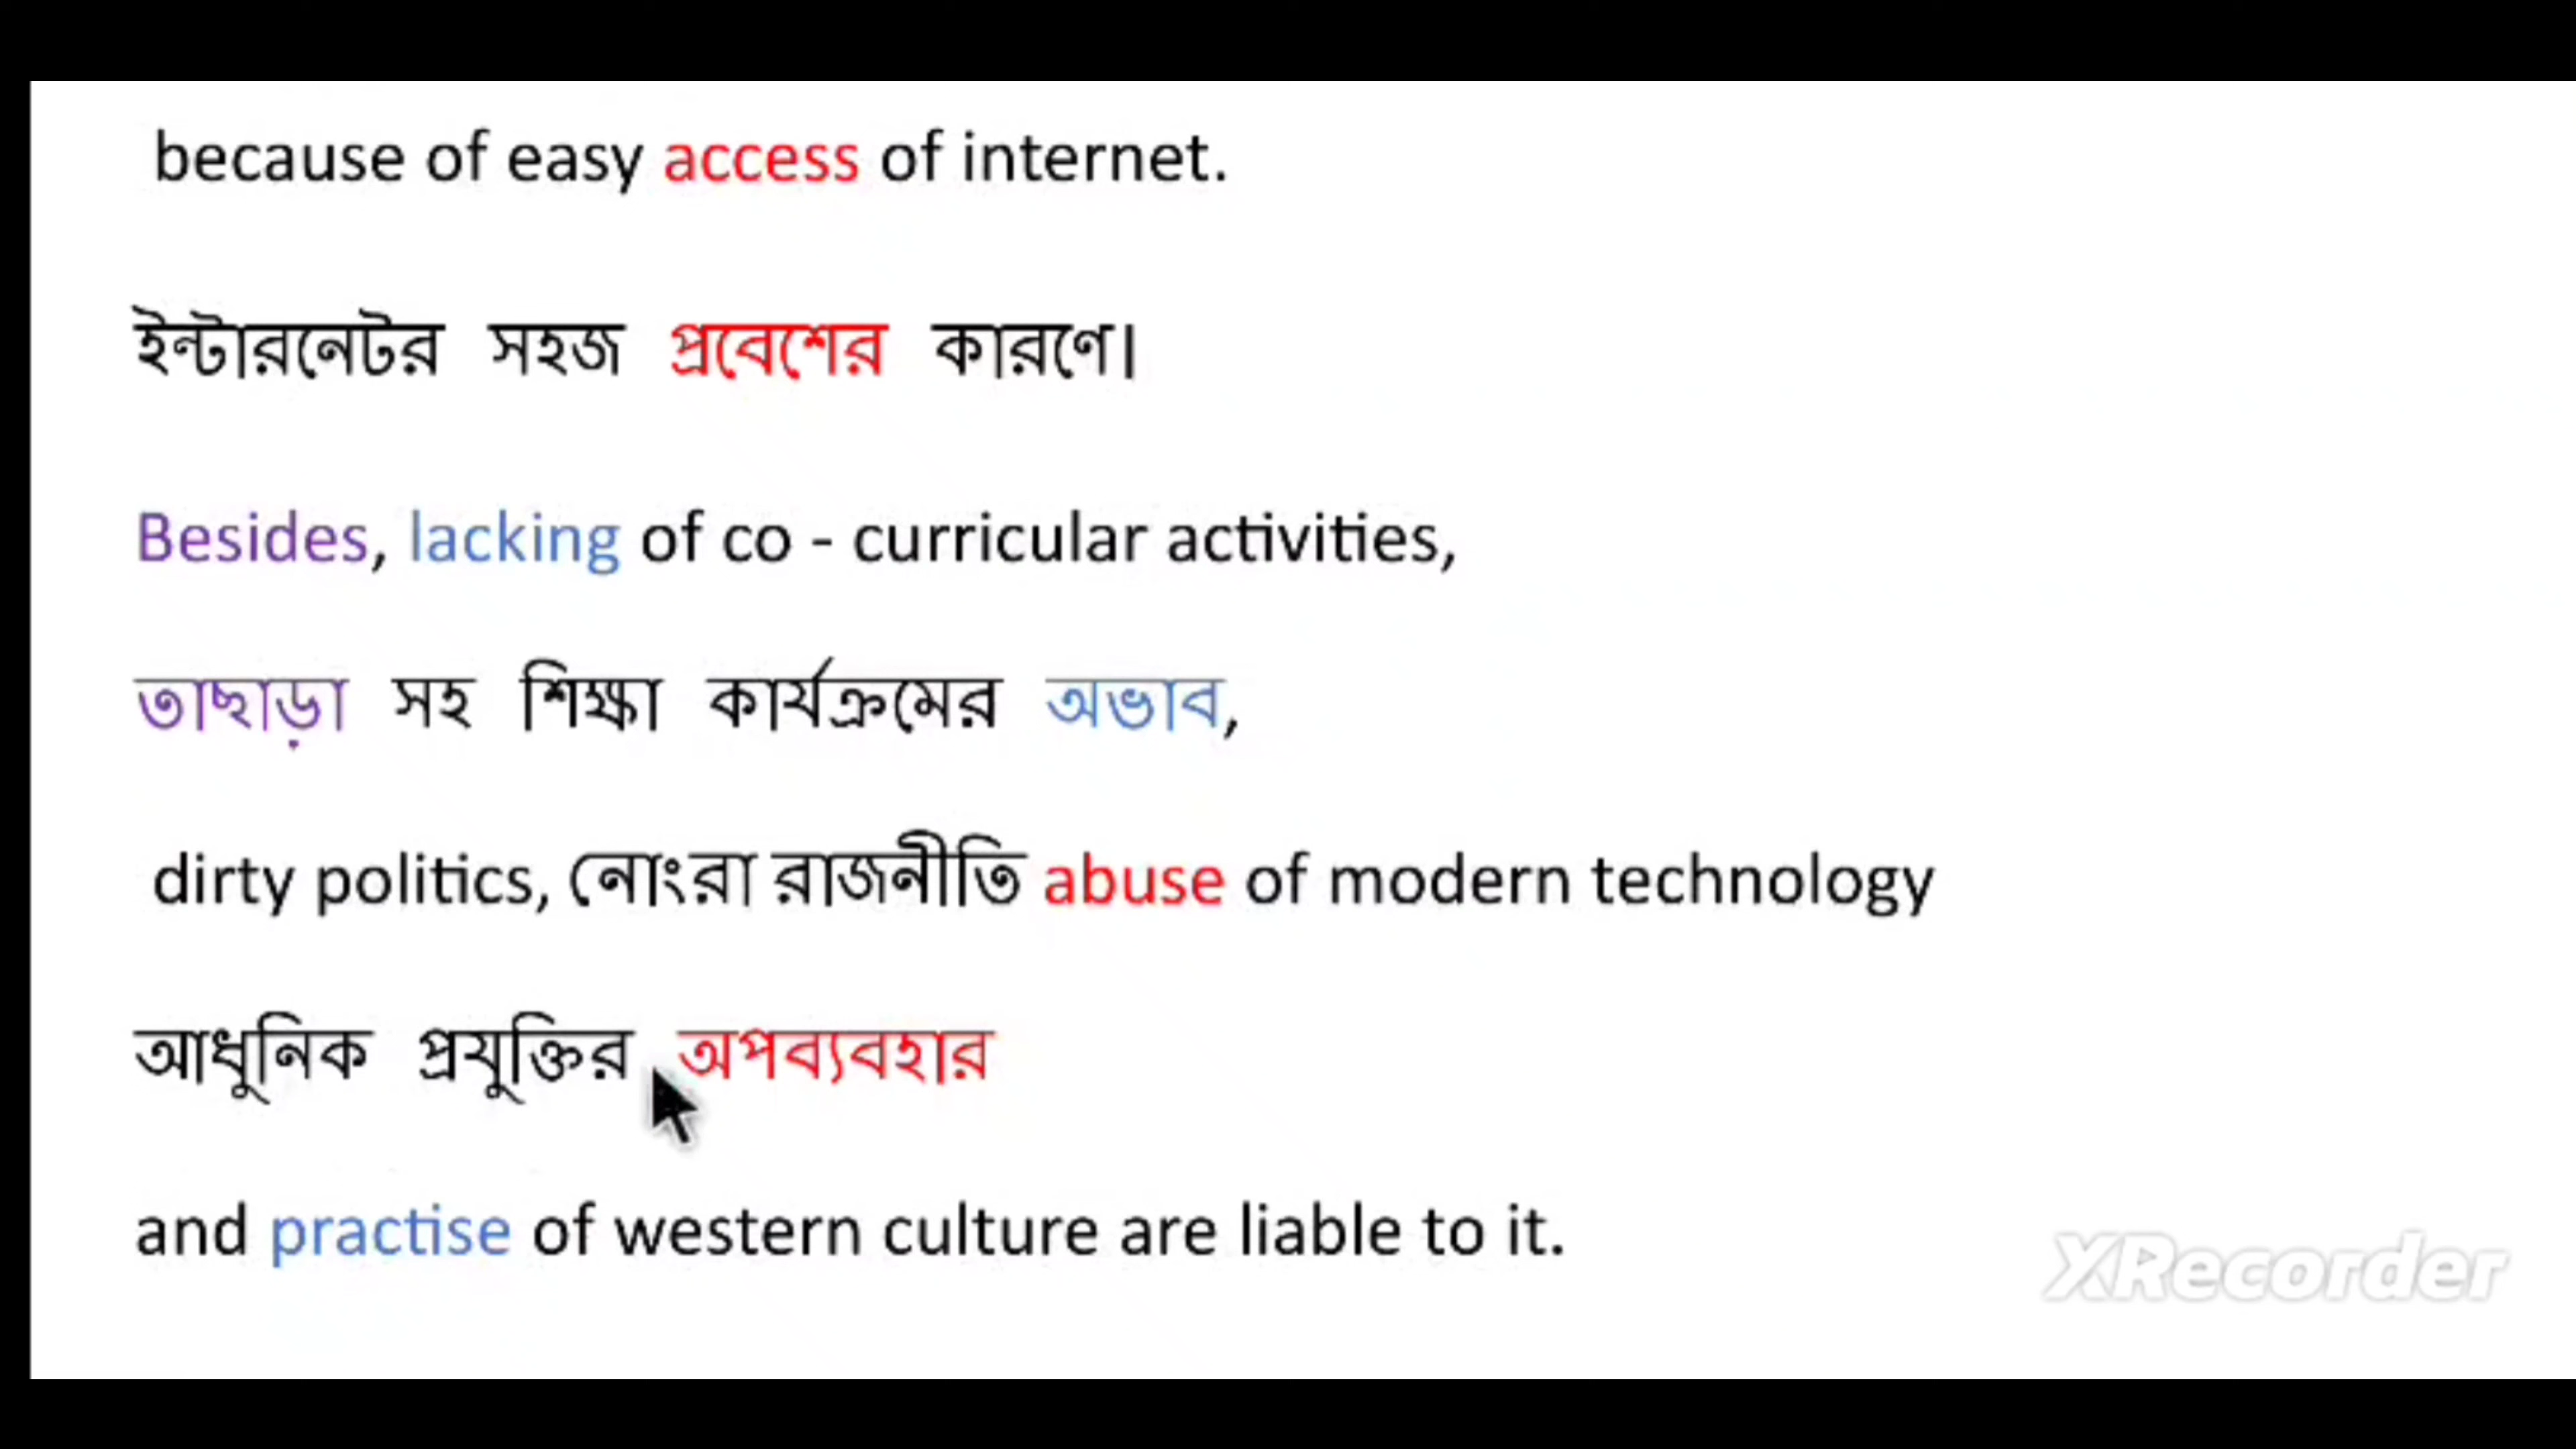 because of easy access of internet.
ইন্টারনেটর সহজ প্রবেশের কারণে।
Besides, lacking of co - curricular activities,
তাছাড়া সহ শিক্ষা কার্যক্রমের অভাব,
dirty politics, নোংরা রাজনীতি abuse of modern technology
আধুনিক প্রযুক্তির অপব্যবহার
and practise of western culture are liable to it.
XRecorder